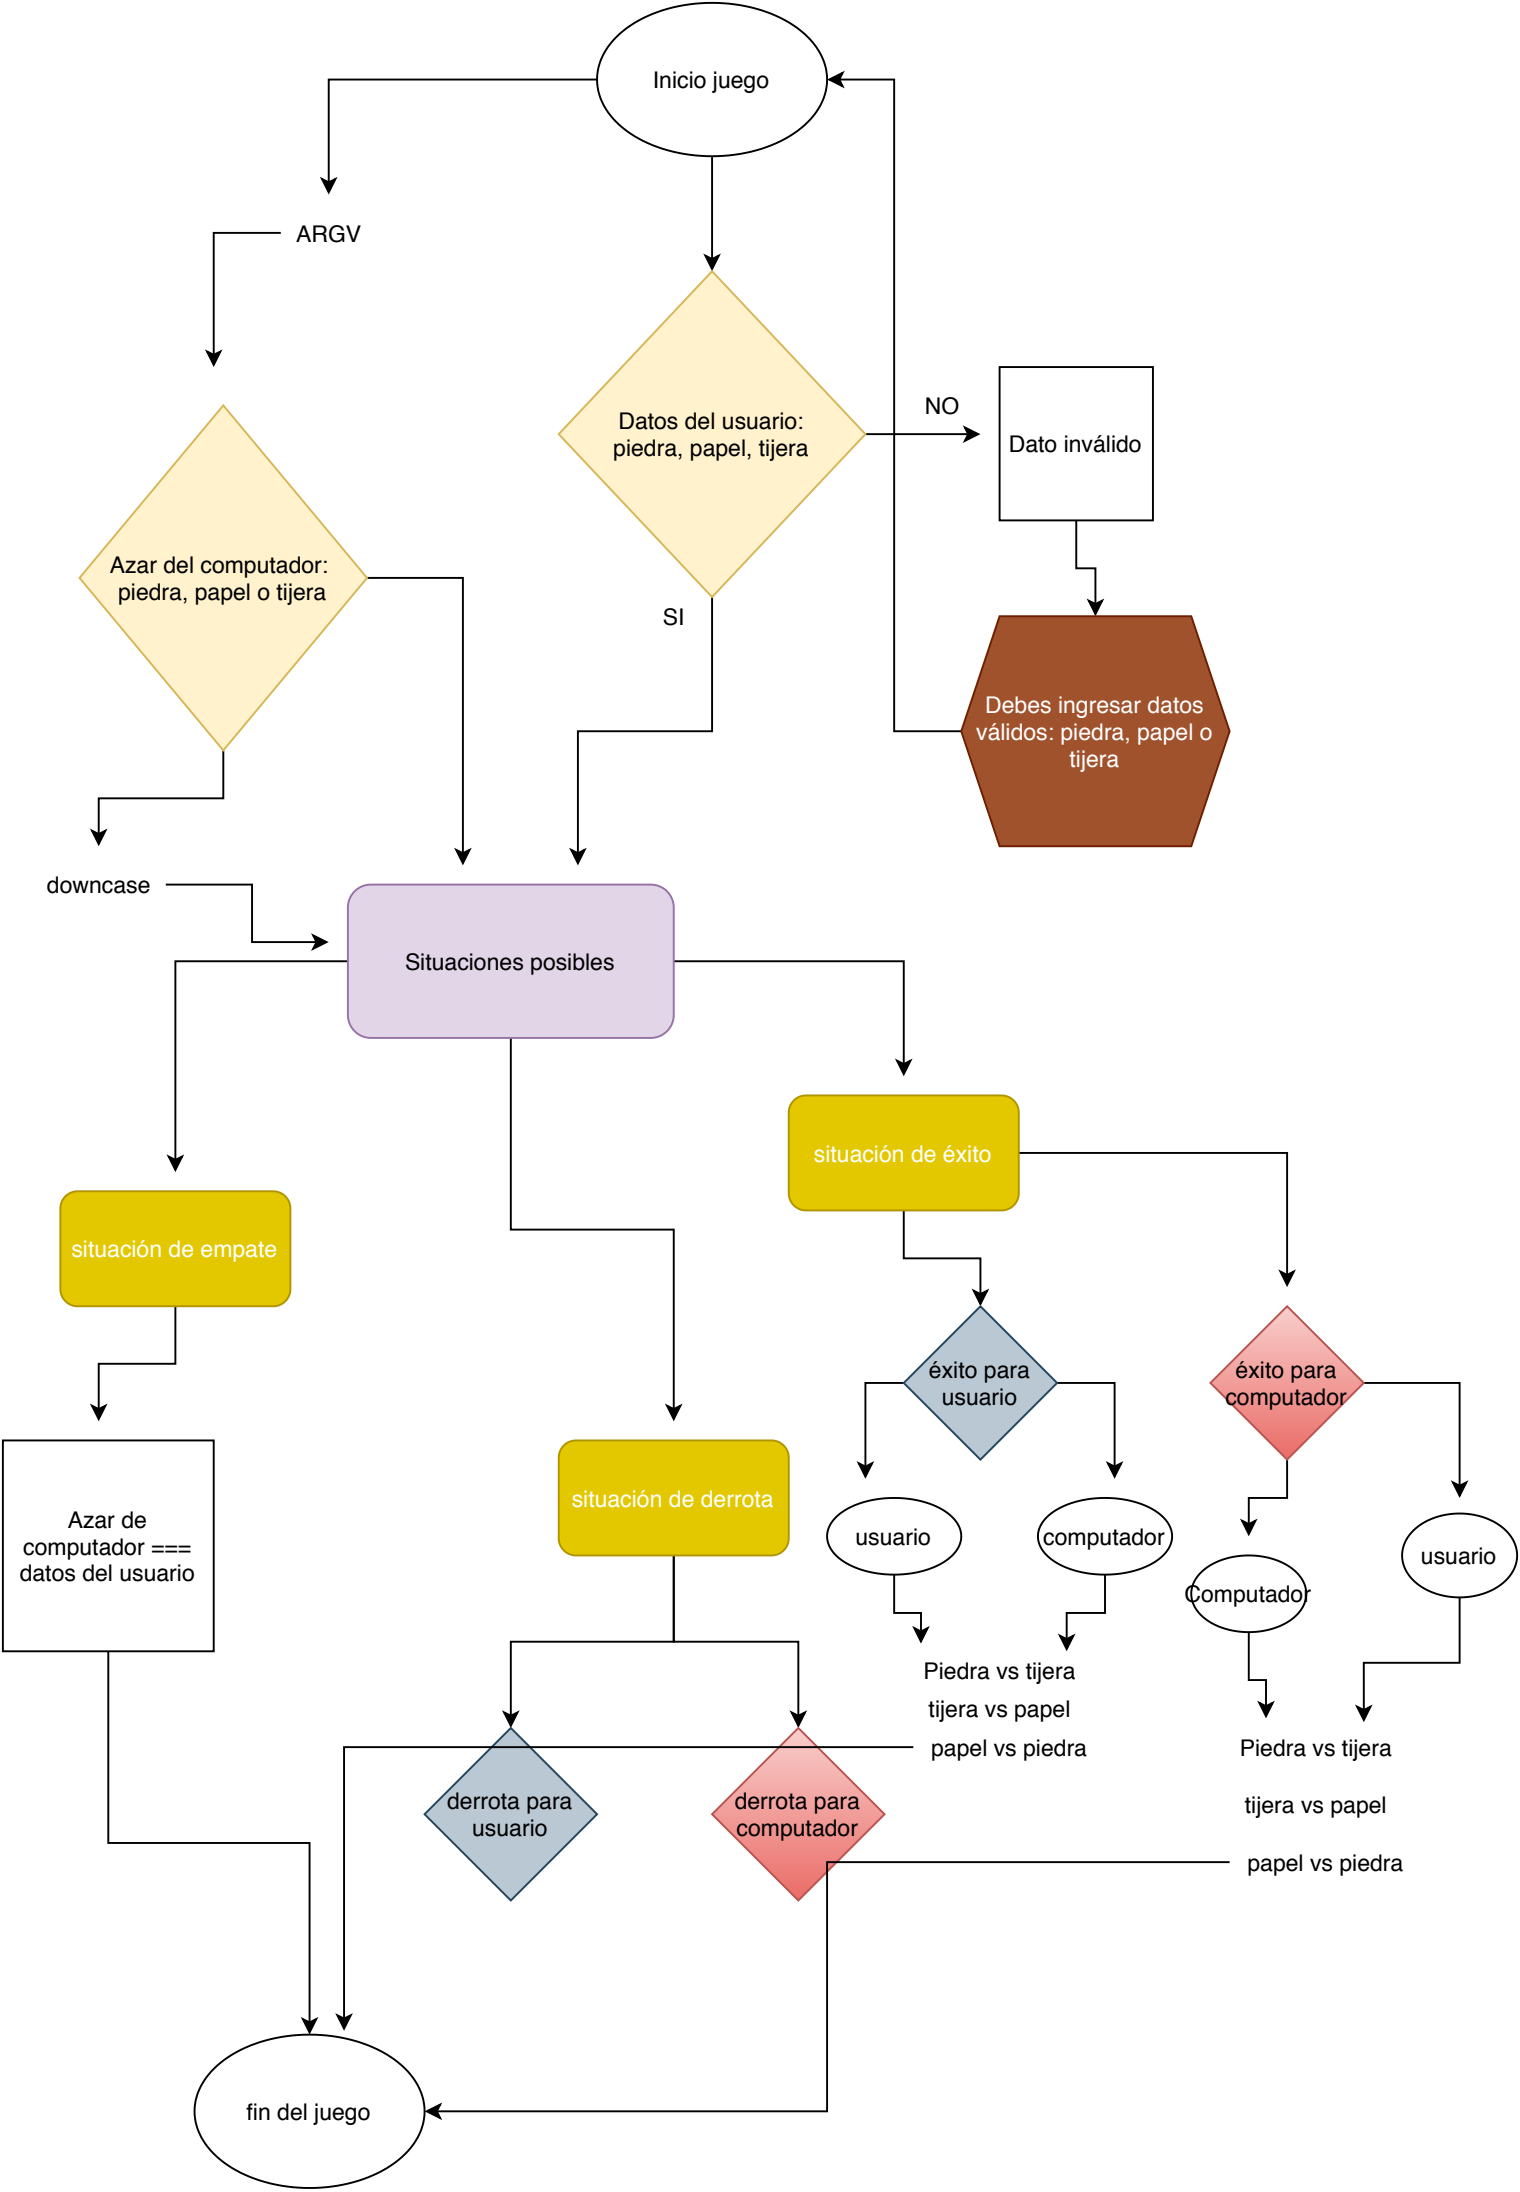 Inicio juego
ARGV
NO
Datos del usuario:
piedra, papel, tijera
Dato inválido
Azar del computador:
piedra, papel o tijera
SI
Debes ingresar datos
válidos: piedra, papel o
tijera
downcase
Situaciones posibles
situación de éxito
situación de empate
éxito para
usuario
éxito para
computador
situación de derrota
Azar de
computador ===
datos del usuario
usuario
computador
Computador
usuario
Piedra vs tijera
tijera vs papel
papel vs piedra
Piedra vs tijera
tijera vs papel
papel vs piedra
derrota para
usuario
derrota para
computador
fin del juego